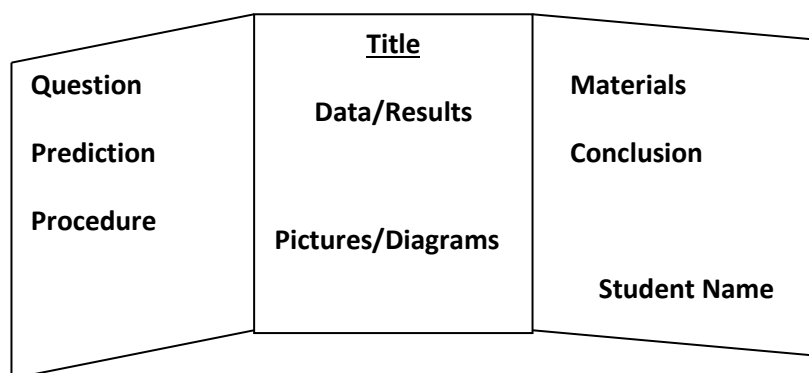 Question
Prediction
Procedure
Title
Data/Results
Pictures/Diagrams
Materials
Conclusion
Student Name